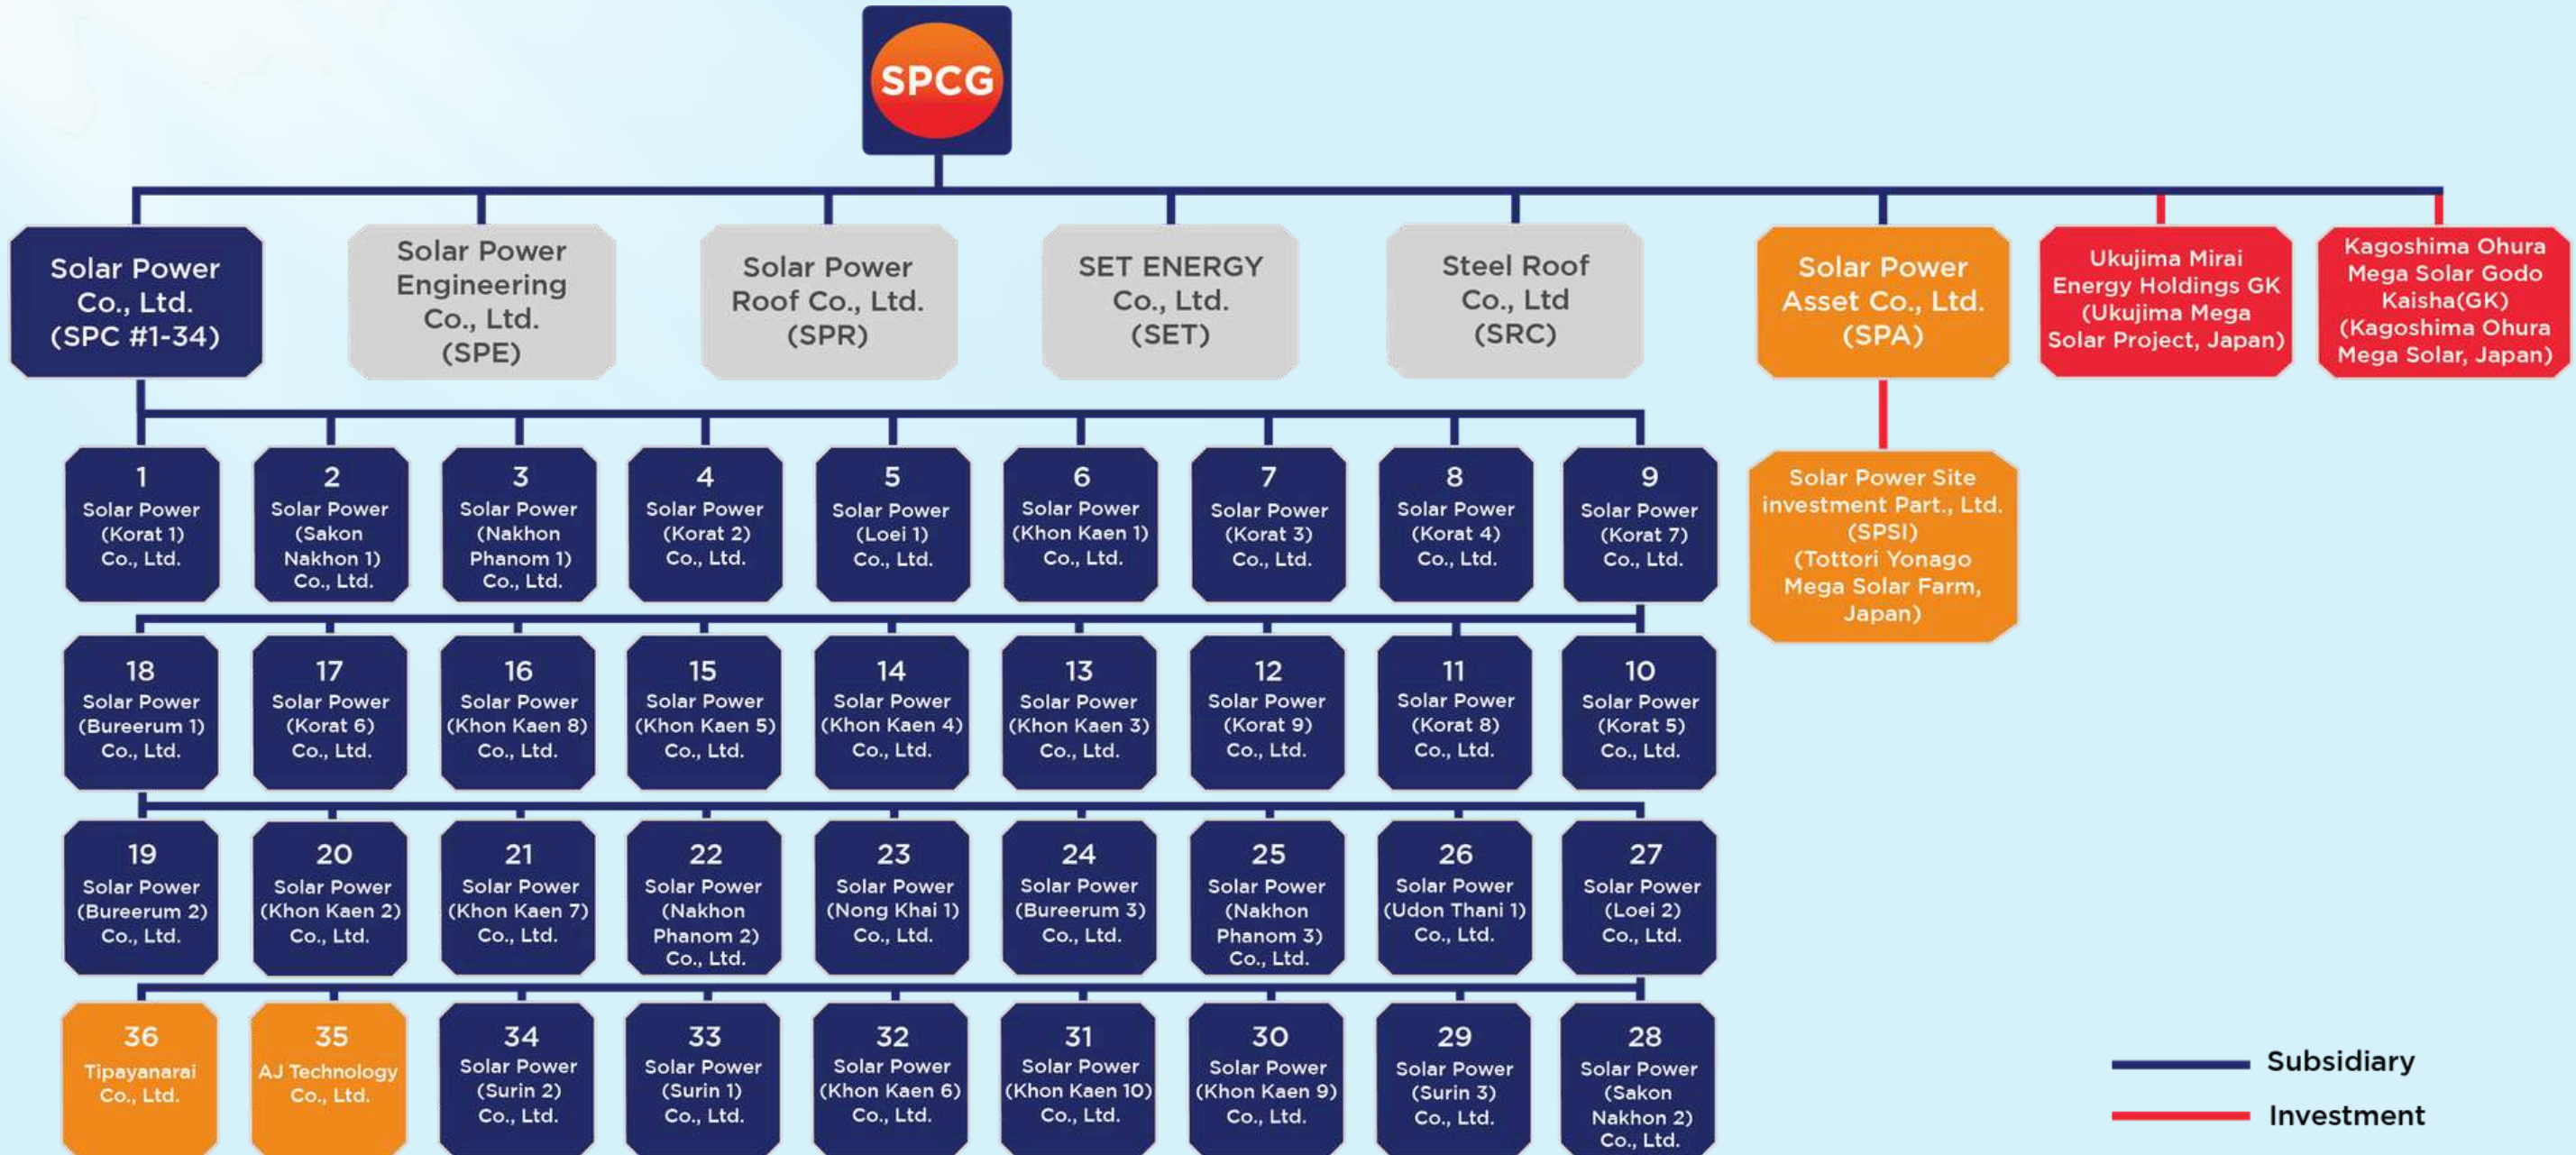 SPCG
Solar Power
Co., Ltd.
(SPC #1-34)
Solar Power
Engineering
Co., Ltd.
(SPE)
Solar Power
Roof Co., Ltd.
(SPR)
SET ENERGY
Co., Ltd.
(SET)
Steel Roof
Co., Ltd
(SRC)
Solar Power
Asset Co., Ltd.
(SPA)
Ukujima Mirai
Energy Holdings GK
(Ukujima Mega
Solar Project, Japan)
Kagoshima Ohura
Mega Solar Godo
Kaisha(GK)
(Kagoshima Ohura
Mega Solar, Japan)
1
Solar Power
(Korat 1)
Co., Ltd.
2
Solar Power
(Sakon
Nakhon 1)
Co., Ltd.
3
Solar Power
(Nakhon
Phanom 1)
Co., Ltd.
4
Solar Power
(Korat 2)
Co., Ltd.
5
Solar Power
(Loei 1)
Co., Ltd.
6
Solar Power
(Khon Kaen 1)
Co., Ltd.
7
Solar Power
(Korat 3)
Co., Ltd.
8
Solar Power
(Korat 4)
Co., Ltd.
9
Solar Power
(Korat 7)
Co., Ltd.
Solar Power Site
investment Part., Ltd.
(SPSI)
(Tottori Yonago
Mega Solar Farm,
Japan)
18
Solar Power
(Bureerum 1)
Co., Ltd.
17
Solar Power
(Korat 6)
Co., Ltd.
16
Solar Power
(Khon Kaen 8)
Co., Ltd.
15
Solar Power
(Khon Kaen 5)
Co., Ltd.
14
Solar Power
(Khon Kaen 4)
Co., Ltd.
13
Solar Power
(Khon Kaen 3)
Co., Ltd.
12
Solar Power
(Korat 9)
Co., Ltd.
11
Solar Power
(Korat 8)
Co., Ltd.
10
Solar Power
(Korat 5)
Co., Ltd.
19
Solar Power
(Bureerum 2)
Co., Ltd.
20
Solar Power
(Khon Kaen 2)
Co., Ltd.
21
Solar Power
(Khon Kaen 7)
Co., Ltd.
22
Solar Power
(Nakhon
Phanom 2)
Co., Ltd.
23
Solar Power
(Nong Khai 1)
Co., Ltd.
24
Solar Power
(Bureerum 3)
Co., Ltd.
25
Solar Power
(Nakhon
Phanom 3)
Co., Ltd.
26
Solar Power
(Udon Thani 1)
Co., Ltd.
27
Solar Power
(Loei 2)
Co., Ltd.
36
Tipayanarai
Co., Ltd.
35
AJ Technology
Co., Ltd.
34
Solar Power
(Surin 2)
Co., Ltd.
33
Solar Power
(Surin 1)
Co., Ltd.
32
Solar Power
(Khon Kaen 6)
Co., Ltd.
31
Solar Power
(Khon Kaen 10)
Co., Ltd.
30
Solar Power
(Khon Kaen 9)
Co., Ltd.
29
Solar Power
(Surin 3)
Co., Ltd.
28
Solar Power
(Sakon
Nakhon 2)
Co., Ltd.
Subsidiary
Investment